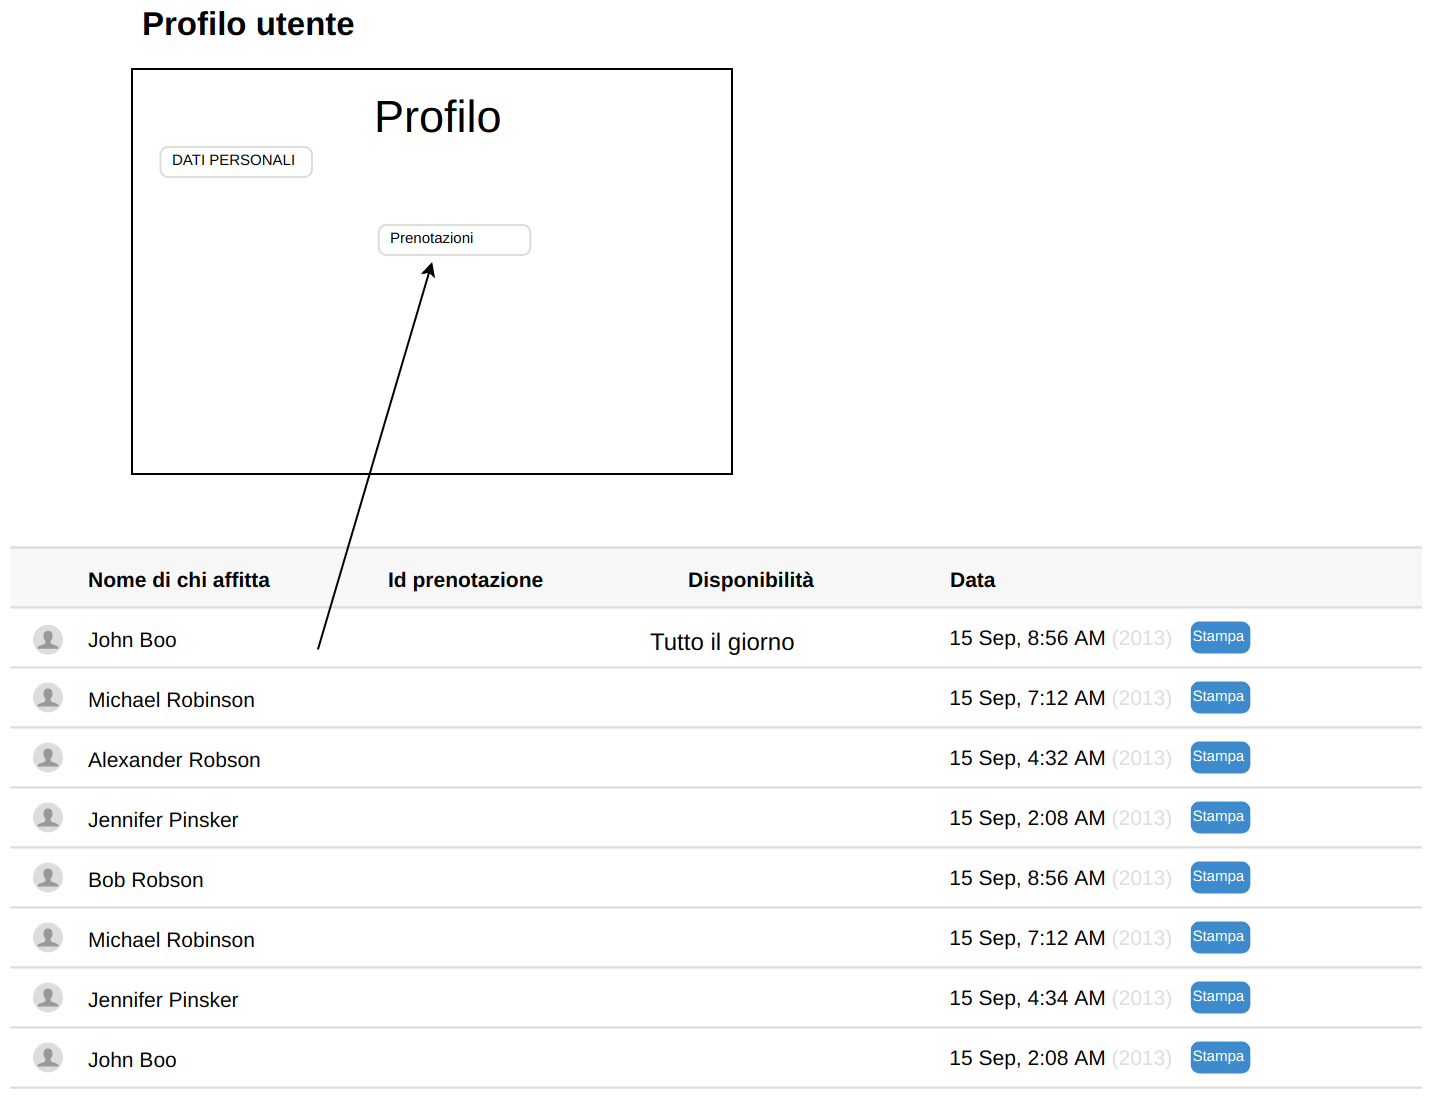 Profilo utente
Profilo
DATI PERSONALI
Prenotazioni
Nome di chi affitta Id prenotazione Disponibilità Data
John Boo Tutto il giorno 15 Sep, 8:56 AM (2013) Stampa
Michael Robinson 15 Sep, 7:12 AM (2013) Stampa
Alexander Robson 15 Sep, 4:32 AM (2013) Stampa
Jennifer Pinsker 15 Sep, 2:08 AM (2013) Stampa
Bob Robson 15 Sep, 8:56 AM (2013) Stampa
Michael Robinson 15 Sep, 7:12 AM (2013) Stampa
Jennifer Pinsker 15 Sep, 4:34 AM (2013) Stampa
John Boo 15 Sep, 2:08 AM (2013) Stampa